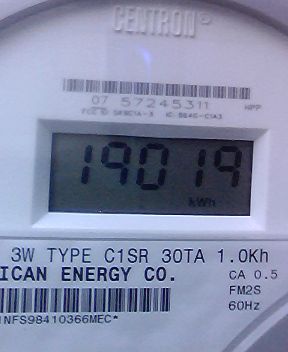 CENTRON
07 57245311
19019
kWh
3W TYPE C1SR 30TA 1.0Kh
ICAN ENERGY CO.
CA 0.5
FM2S
60Hz
NFS98410366MEC*